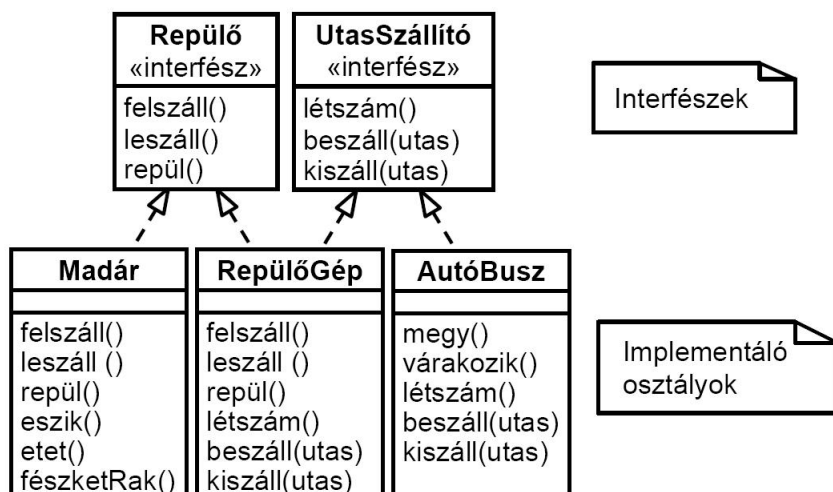 Repülő
«interfész»
felszáll()
leszáll()
repül()
UtasSzállító
«interfész»
létszám()
beszáll(utas)
kiszáll(utas)
Interfészek
Madár
felszáll()
leszáll ()
repül()
eszik()
etet()
fészketRak()
RepülőGép
felszáll()
leszáll ()
repül()
létszám()
beszáll(utas)
kiszáll(utas)
AutóBusz
megy()
várakozik()
létszám()
beszáll(utas)
kiszáll(utas)
Implementáló
osztályok